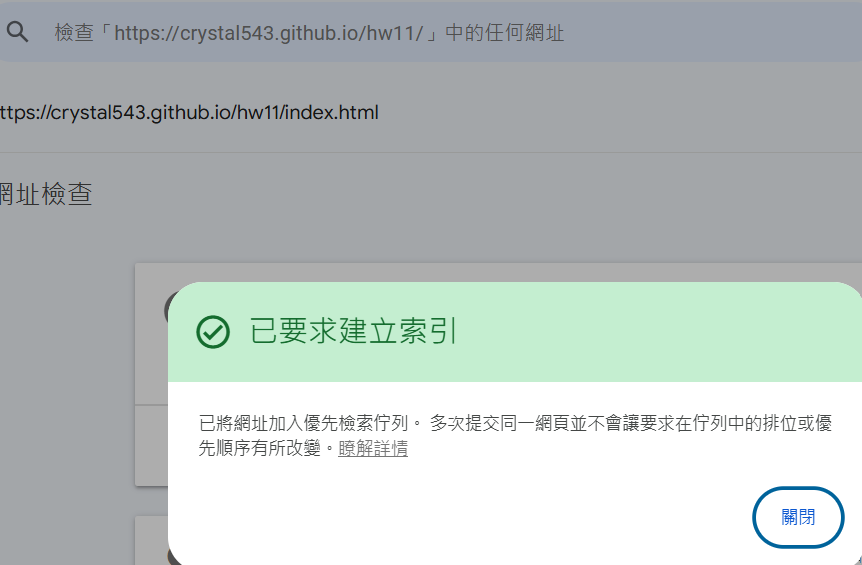 檢查「https://crystal543.github.io/hw11/」中的任何網址
ttps://crystal543.github.io/hw11/index.html
網址檢查
已要求建立索引
已將網址加入優先檢索佇列。 多次提交同一網頁並不會讓要求在佇列中的排位或優
先順序有所改變。瞭解詳情
關閉